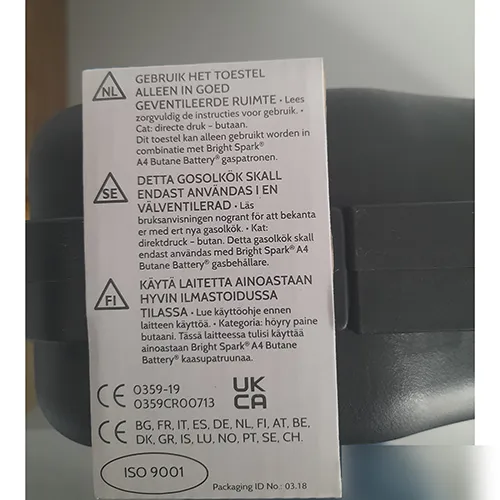 NL
GEBRUIK HET TOESTEL
ALLEEN IN GOED
GEVENTILEERDE RUIMTE • Lees
zorgvuldig de instructies voor gebruik. •
Cat: directe druk – butaan.
Dit toestel kan alleen gebruikt worden in
combinatie met Bright Spark®
A4 Butane Battery® gaspatronen.
SE
DETTA GOSOLKÖK SKALL
ENDAST ANVÄNDAS I EN
VÄLVENTILERAD • Läs
bruksanvisningen nogrant för att bekanta
er med ert nya gasolkök. • Kat:
direktdruck – butan. Detta gasolkök skall
endast användas med Bright Spark® A4
Butane Battery® gasbehållare.
FI
KÄYTÄ LAITETTA AINOASTAAN
HYVIN ILMASTOIDUSSA
TILASSA • Lue käyttöohje ennen
laitteen käyttöä. • Kategoria: höyry paine
butaani. Tässä laitteessa tulisi käyttää
ainoastaan Bright Spark® A4 Butane
Battery® kaasupatruunaa.
CE 0359-19
0359CR00713
UK
CA
CE BG, FR, IT, ES, DE, NL, FI, AT, BE,
DK, GR, IS, LU, NO, PT, SE, CH.
ISO 9001
Packaging ID No.: 03.18